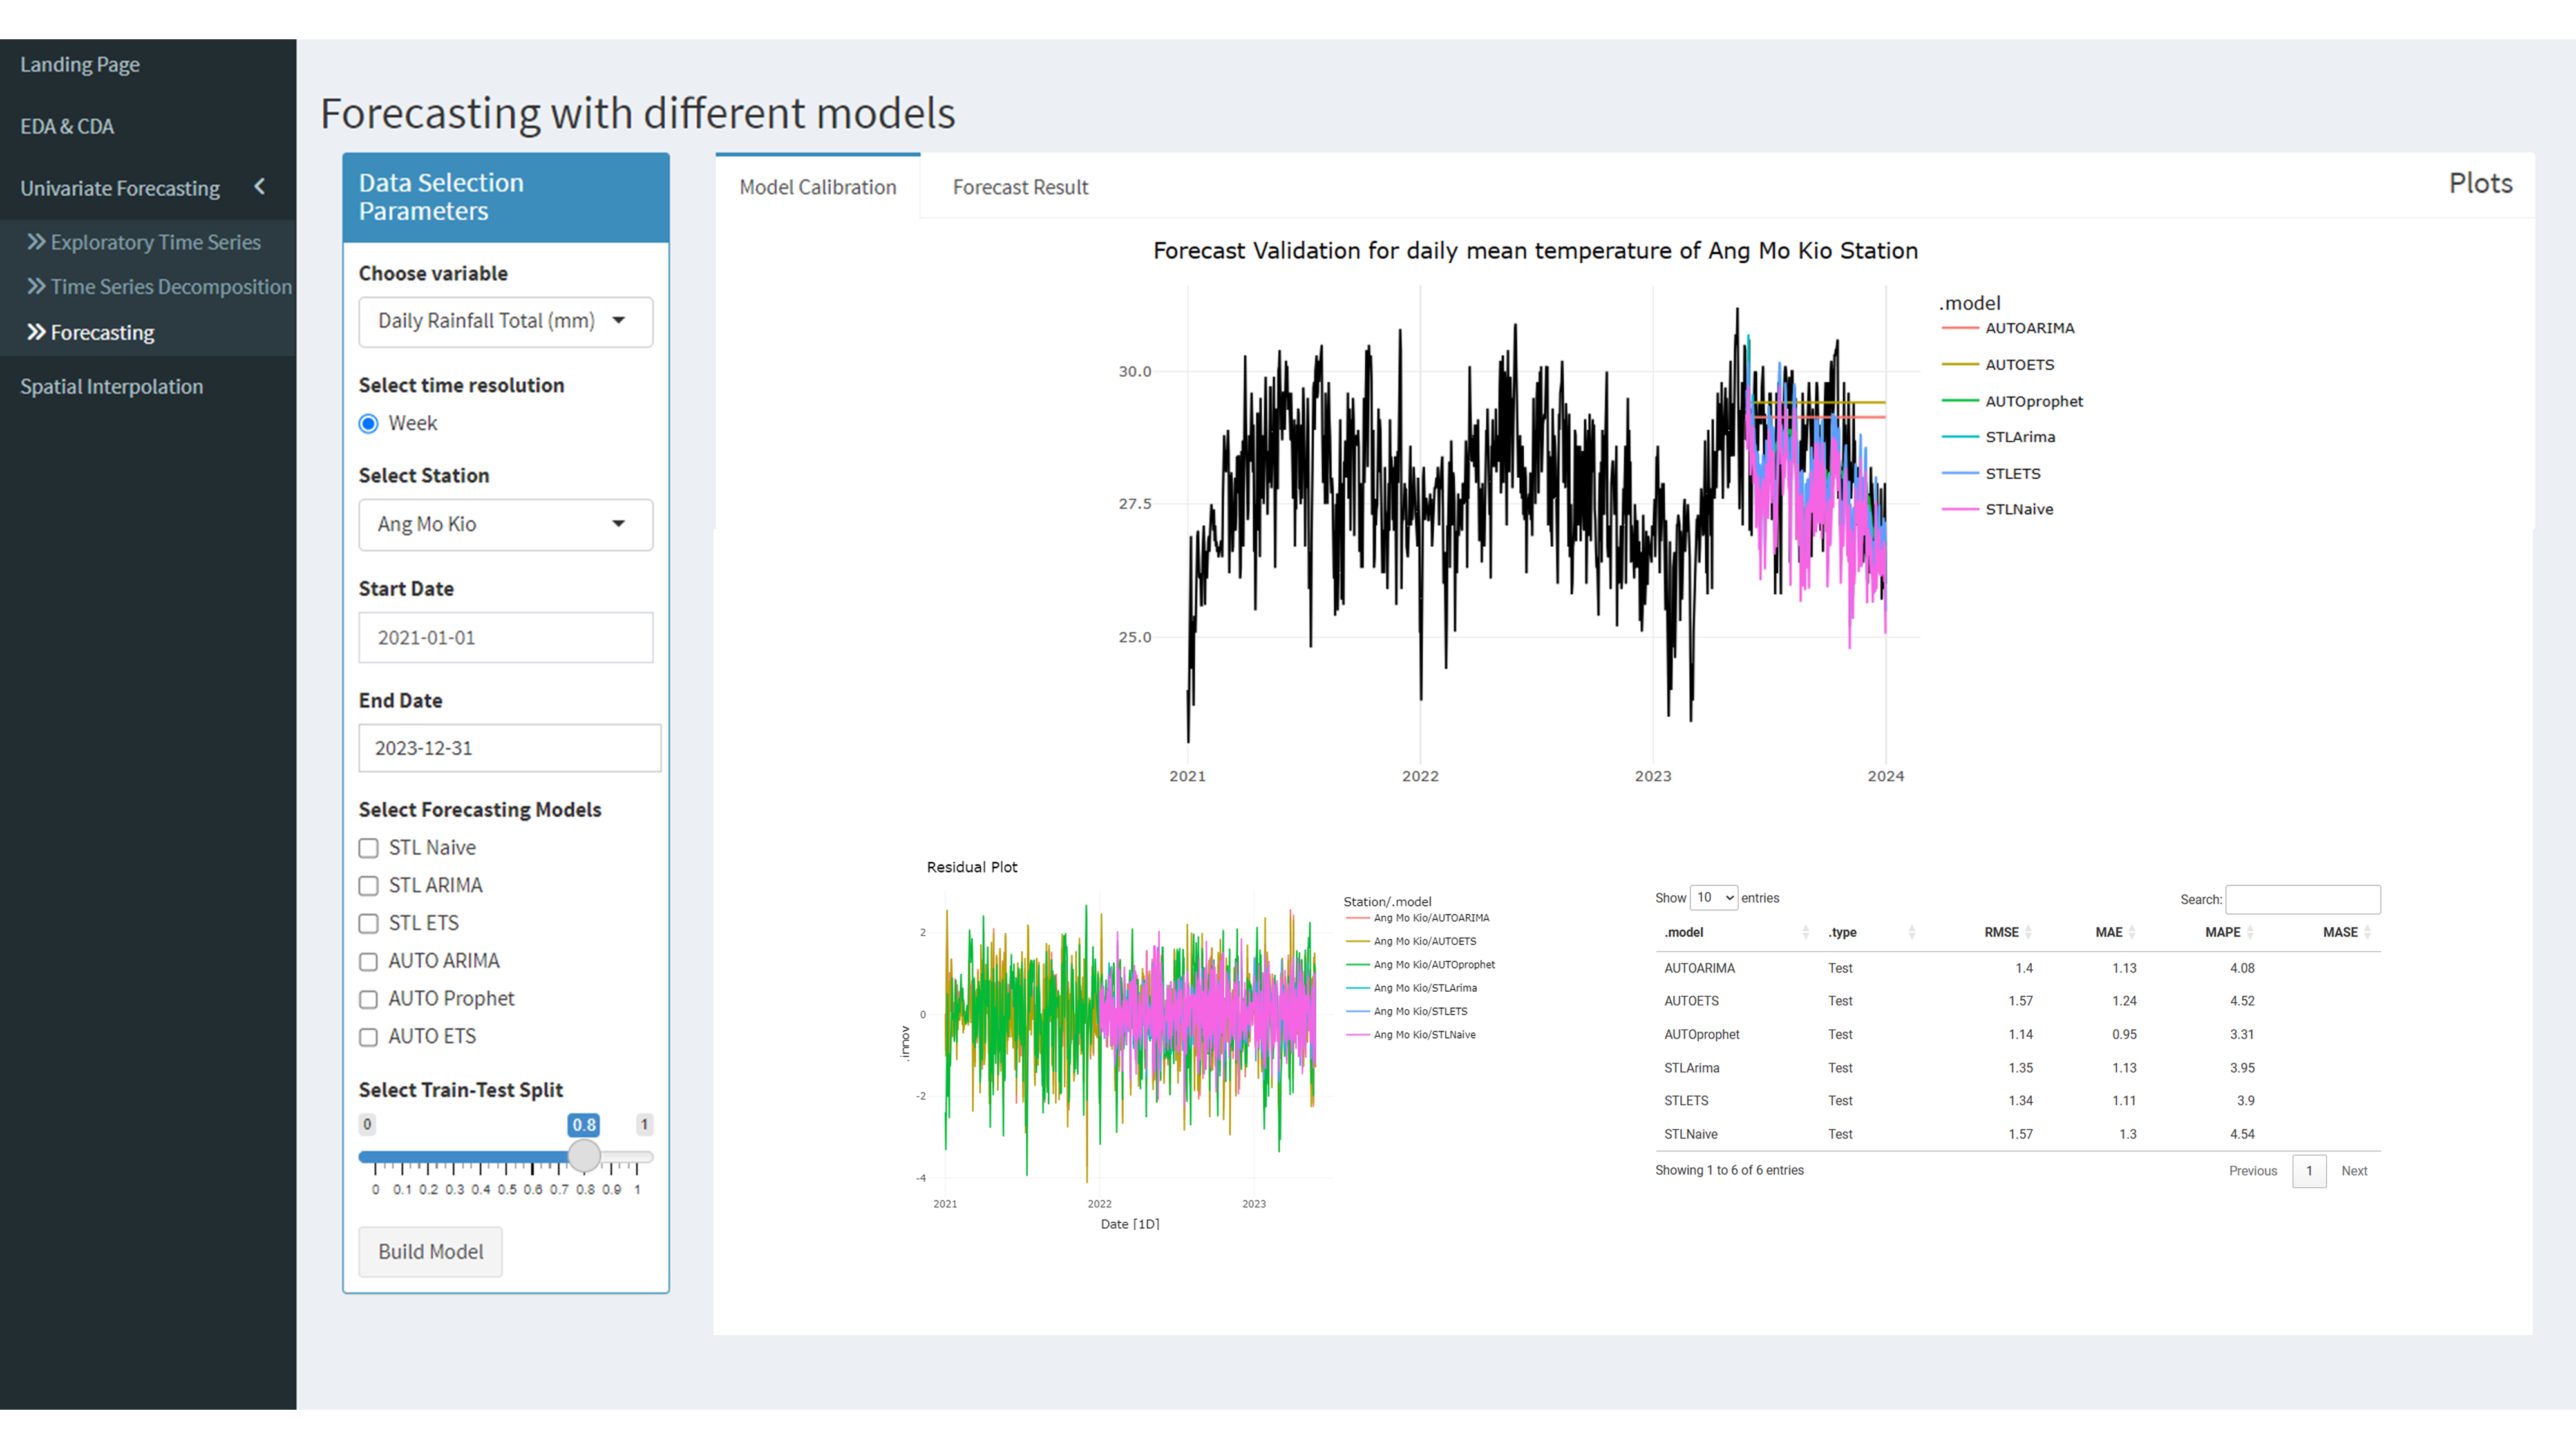 Landing Page
EDA & CDA
Univariate Forecasting
Exploratory Time Series
Time Series Decomposition
Forecasting
Spatial Interpolation
Forecasting with different models
Data Selection
Parameters
Choose variable
Daily Rainfall Total (mm)
Select time resolution
Week
Select Station
Ang Mo Kio
Start Date
2021-01-01
End Date
2023-12-31
Select Forecasting Models
STL Naive
STL ARIMA
STL ETS
AUTO ARIMA
AUTO Prophet
AUTO ETS
Select Train-Test Split
0 0.8 1
0 0.1 0.2 0.3 0.4 0.5 0.6 0.7 0.8 0.9 1
Build Model
Model Calibration Forecast Result Plots
Forecast Validation for daily mean temperature of Ang Mo Kio Station
30.0
27.5
25.0
2021 2022 2023 2024
.model
AUTOARIMA
AUTOETS
AUTOprophet
STLArima
STLETS
STLNaive
Residual Plot
.innov
2
0
-2
-4
2021 2022 2023
Date [1D]
Station/.model
Ang Mo Kio/AUTOARIMA
Ang Mo Kio/AUTOETS
Ang Mo Kio/AUTOprophet
Ang Mo Kio/STLArima
Ang Mo Kio/STLETS
Ang Mo Kio/STLNaive
Show 10 entries Search:
.model .type RMSE MAE MAPE MASE
AUTOARIMA Test 1.4 1.13 4.08
AUTOETS Test 1.57 1.24 4.52
AUTOprophet Test 1.14 0.95 3.31
STLArima Test 1.35 1.13 3.95
STLETS Test 1.34 1.11 3.9
STLNaive Test 1.57 1.3 4.54
Showing 1 to 6 of 6 entries Previous 1 Next